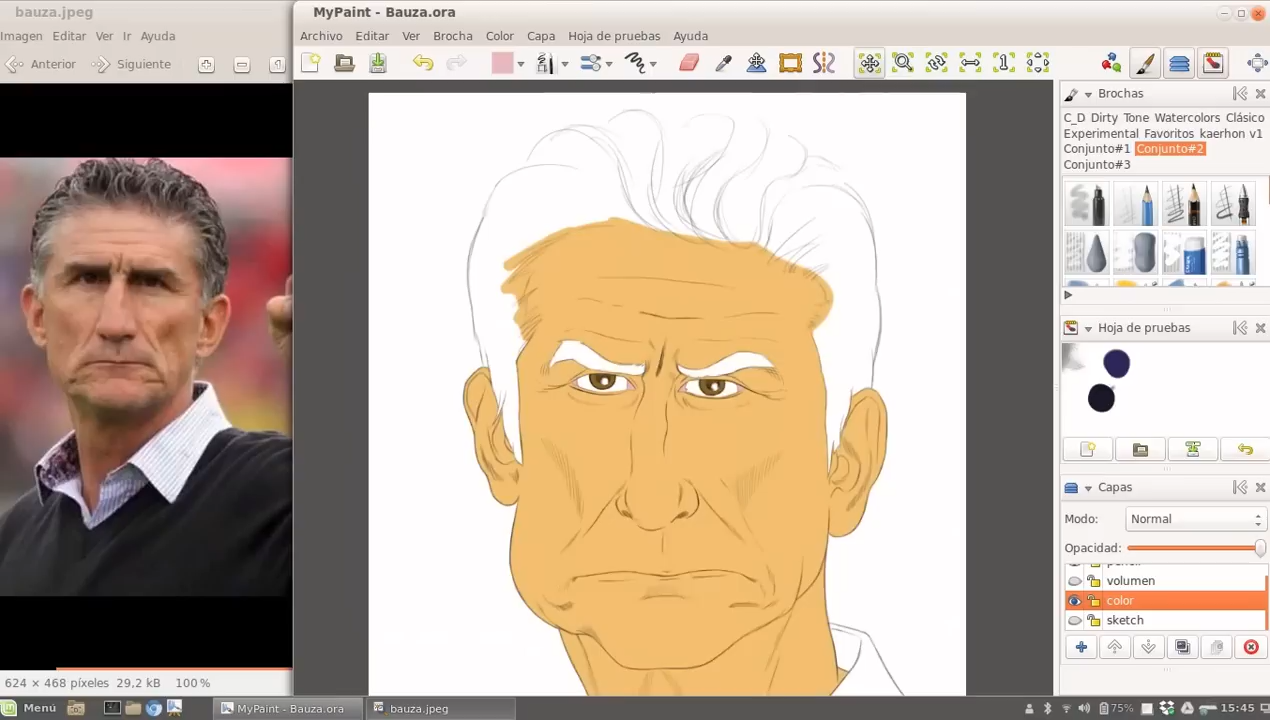 bauza.jpeg
Imagen Editar Ver Ir Ayuda
Anterior Siguiente
MyPaint - Bauza.ora
Archivo Editar Ver Brocha Color Capa Hoja de pruebas Ayuda
Brochas
C_D Dirty Tone Watercolors Clásico
Experimental Favoritos kaerhon v1
Conjunto#1 Conjunto#2
Conjunto#3
Hoja de pruebas
Capas
Modo: Normal
Opacidad:
volumen
color
sketch
624 × 468 píxeles 29,2 kB 100%
Menú MyPaint - Bauza.ora bauza.jpeg 75% 15:45